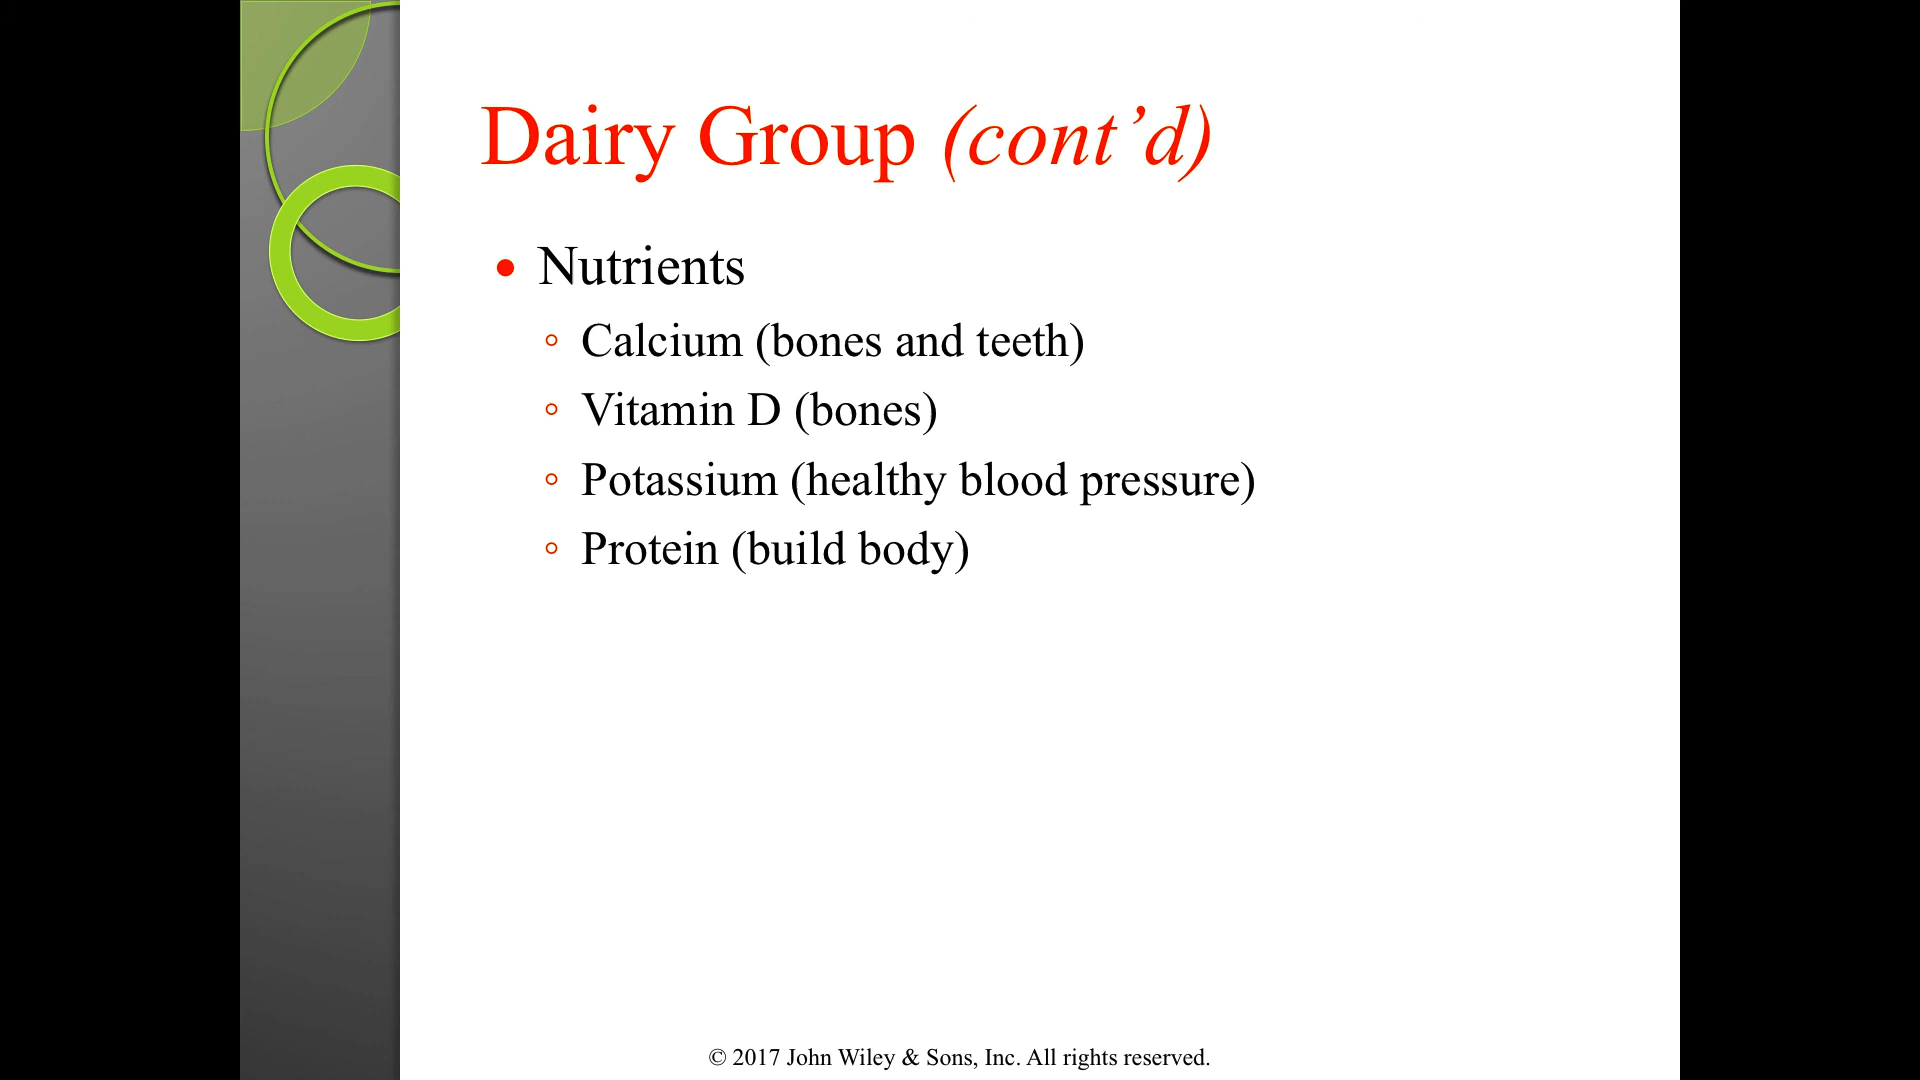 Dairy Group (cont’d)
• Nutrients
◦ Calcium (bones and teeth)
◦ Vitamin D (bones)
◦ Potassium (healthy blood pressure)
◦ Protein (build body)
© 2017 John Wiley & Sons, Inc. All rights reserved.